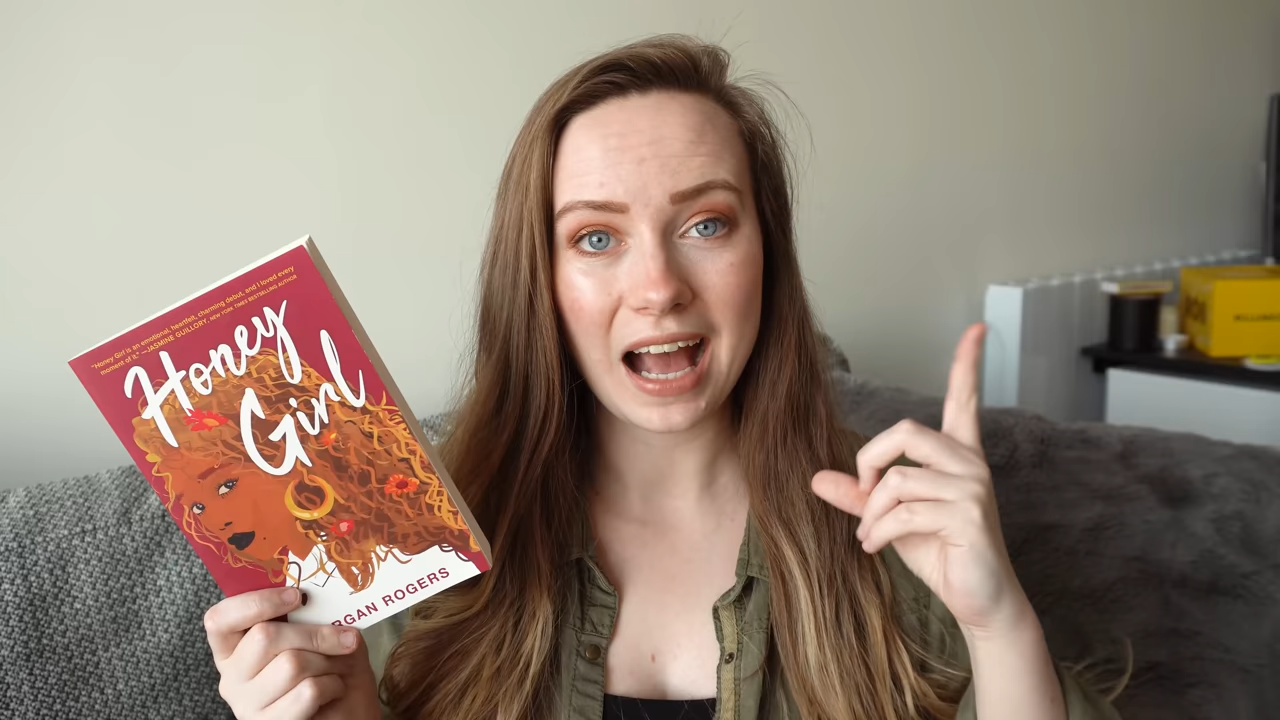 "Honey Girl is an emotional, heartfelt, charming debut, and I loved every
moment of it." —JASMINE GUILLORY, NEW YORK TIMES BESTSELLING AUTHOR
Honey
Girl
RGAN ROGERS